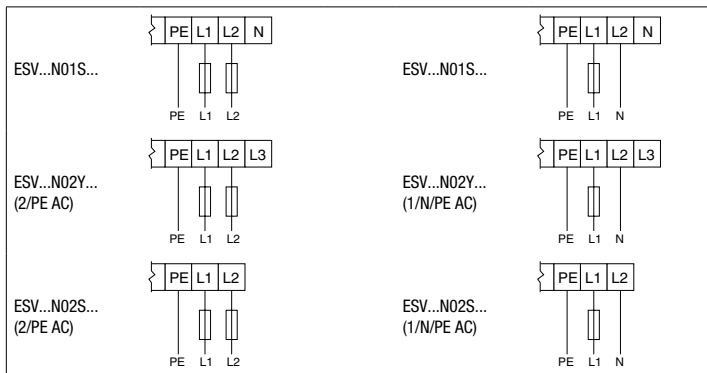 PE L1 L2 N
ESV...N01S...
PE L1 L2
PE L1 L2 N
ESV...N01S...
PE L1 N
PE L1 L2 L3
ESV...N02Y...
(2/PE AC)
PE L1 L2
PE L1 L2 L3
ESV...N02Y...
(1/N/PE AC)
PE L1 N
PE L1 L2
ESV...N02S...
(2/PE AC)
PE L1 L2
PE L1 L2
ESV...N02S...
(1/N/PE AC)
PE L1 N